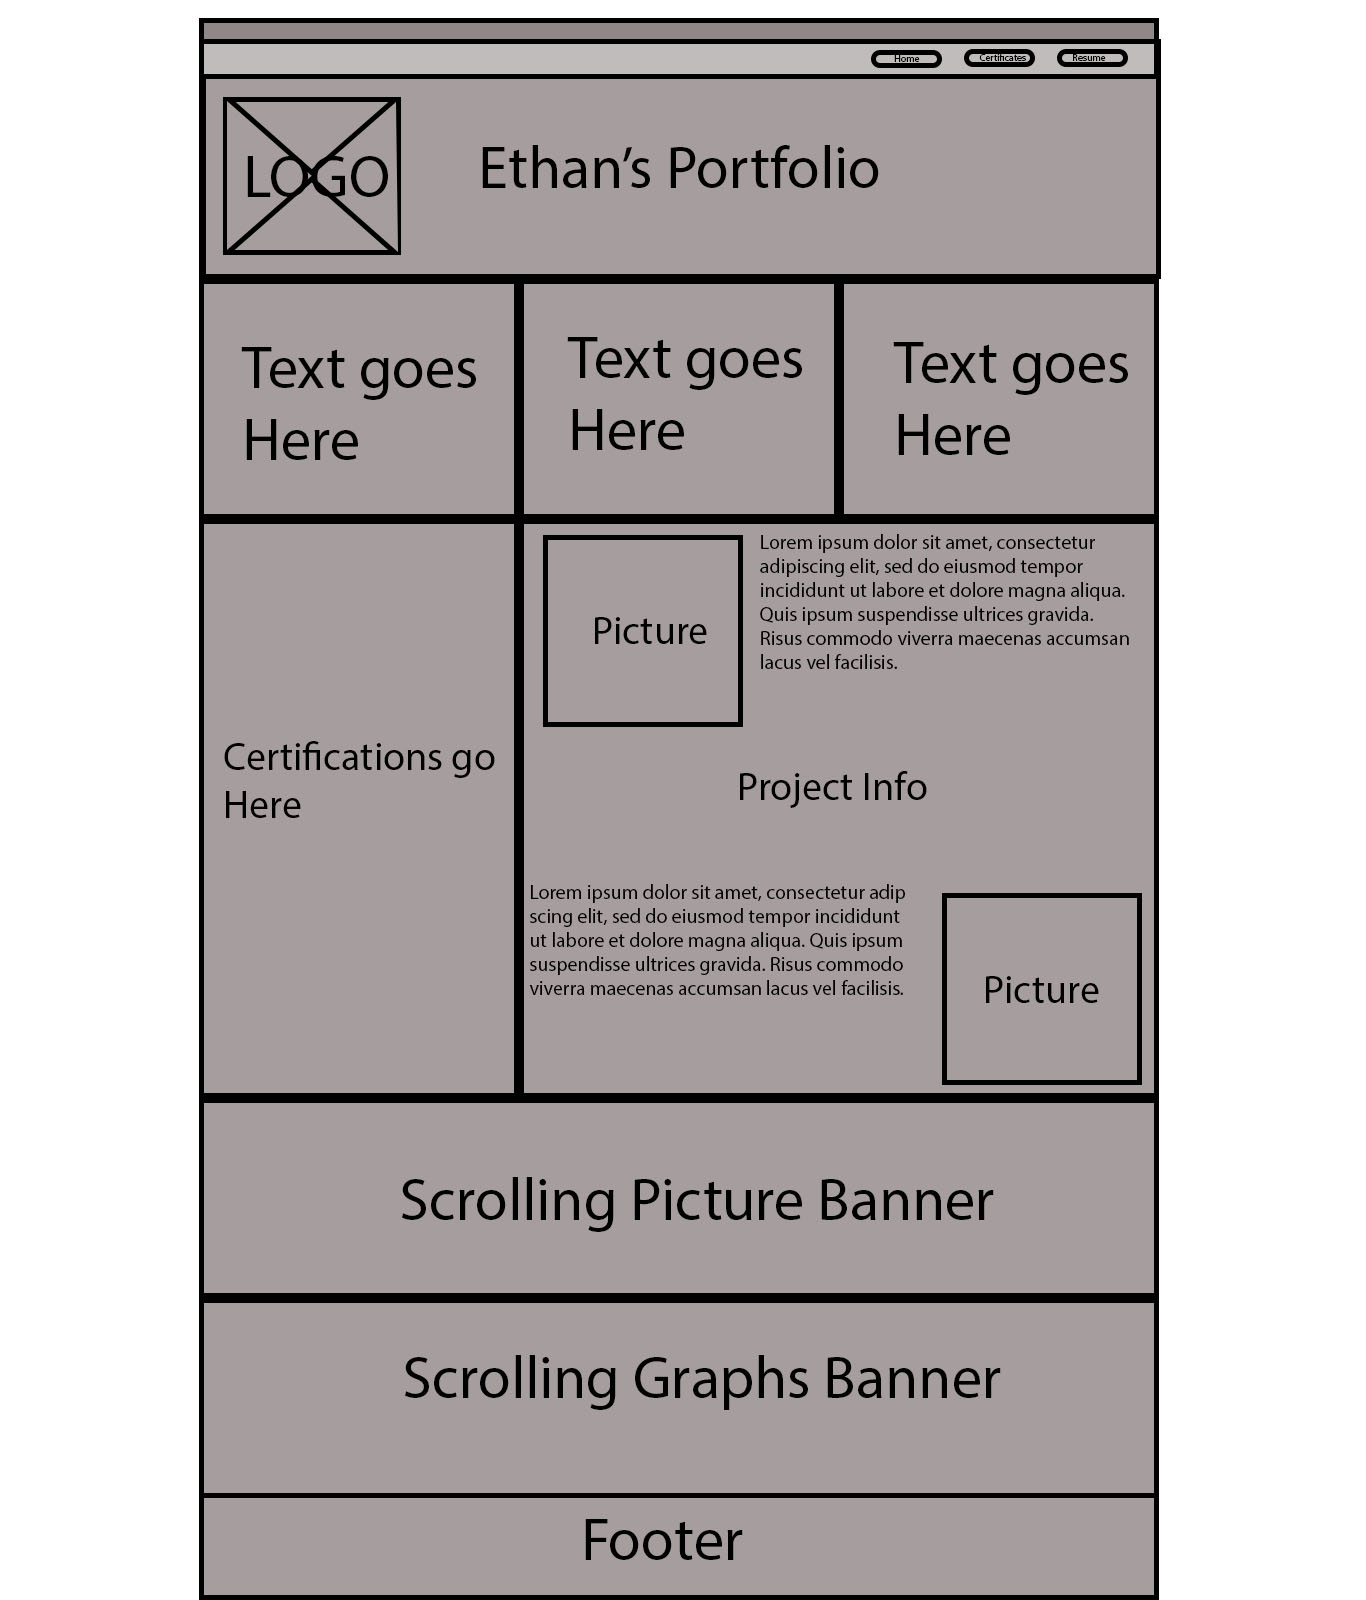 Home
Certificates
Resume
LOGO
Ethan’s Portfolio
Text goes
Here
Text goes
Here
Text goes
Here
Certifications go
Here
Picture
Lorem ipsum dolor sit amet, consectetur
adipiscing elit, sed do eiusmod tempor
incididunt ut labore et dolore magna aliqua.
Quis ipsum suspendisse ultrices gravida.
Risus commodo viverra maecenas accumsan
lacus vel facilisis.
Project Info
Lorem ipsum dolor sit amet, consectetur adip
scing elit, sed do eiusmod tempor incididunt
ut labore et dolore magna aliqua. Quis ipsum
suspendisse ultrices gravida. Risus commodo
viverra maecenas accumsan lacus vel facilisis.
Picture
Scrolling Picture Banner
Scrolling Graphs Banner
Footer